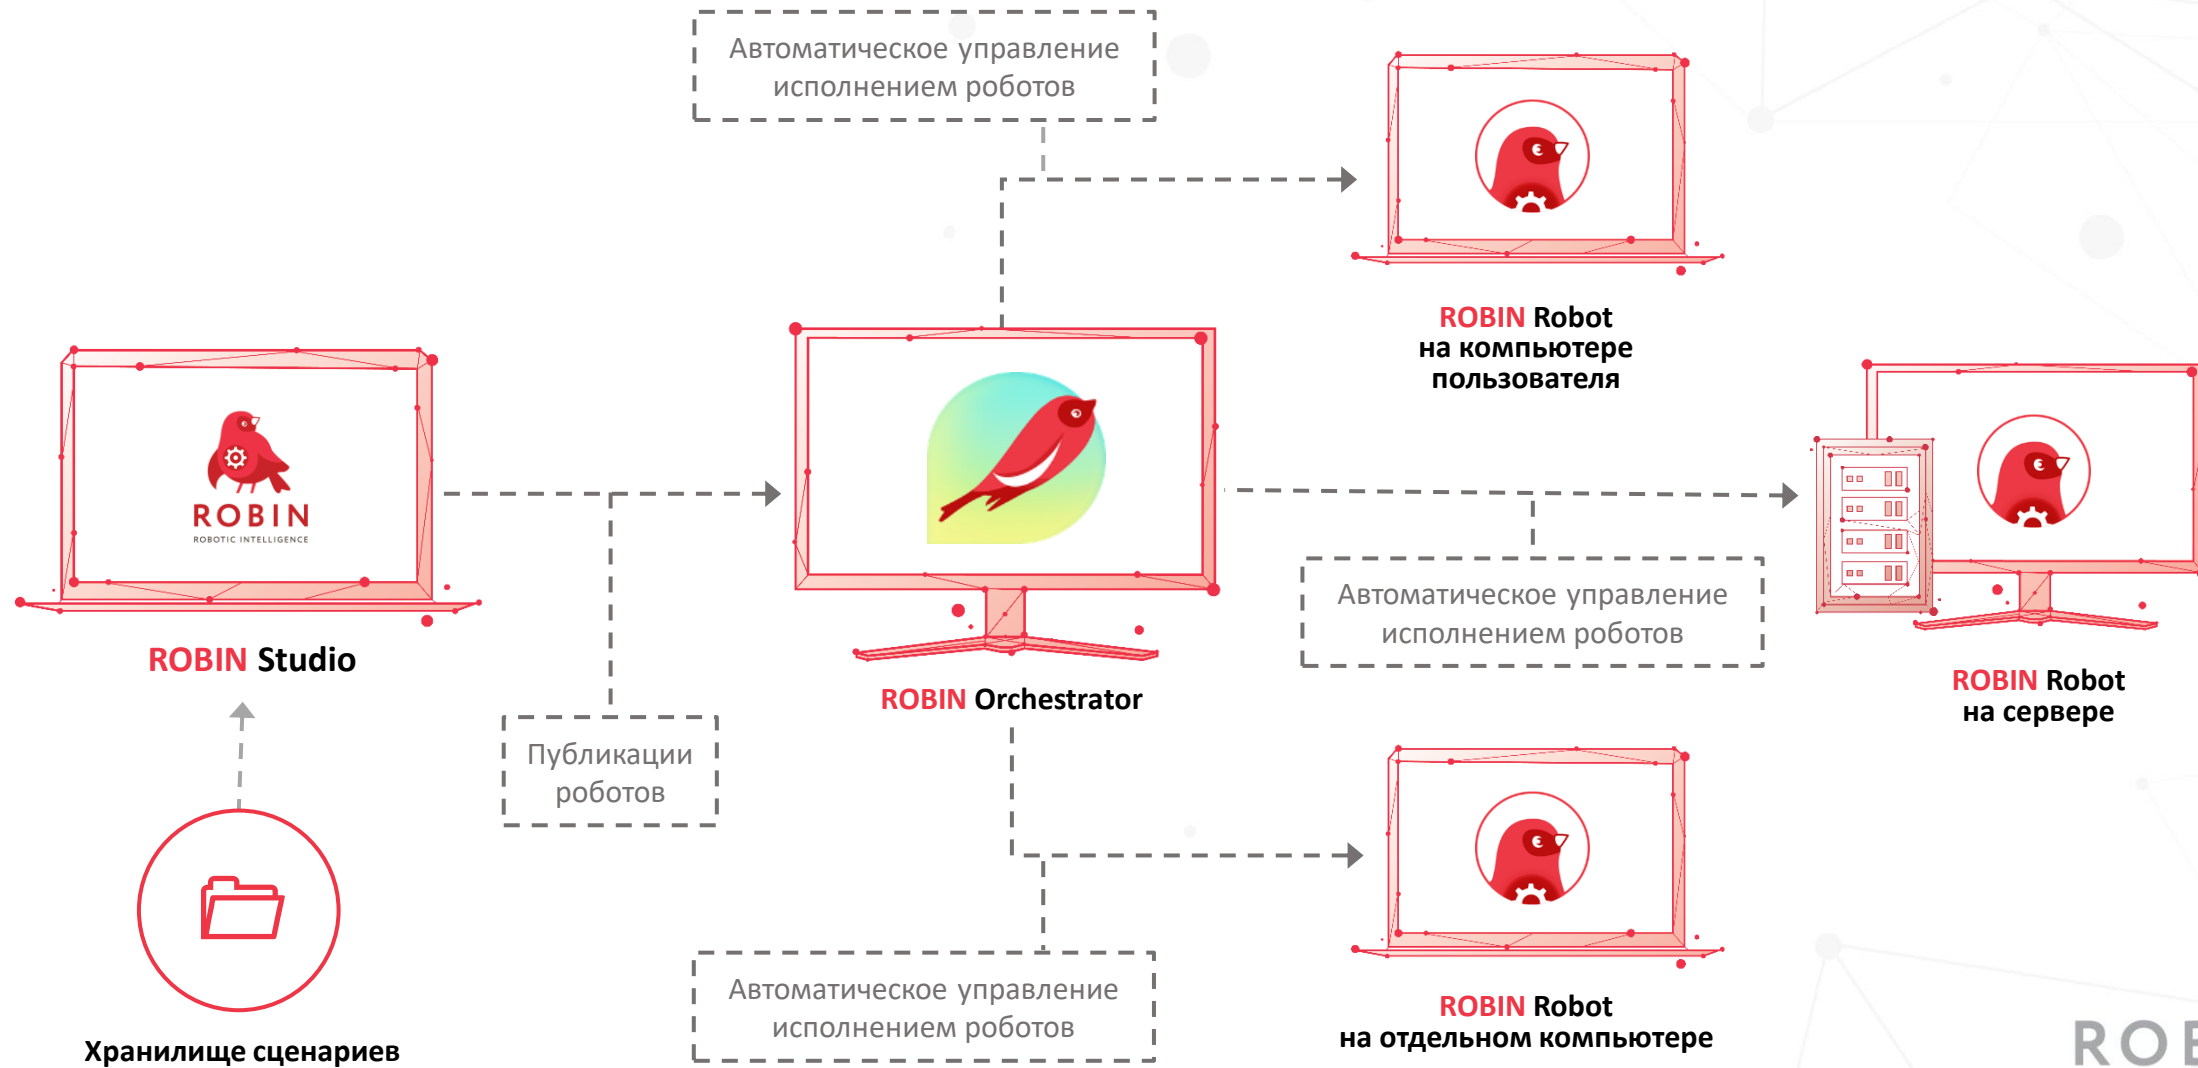 Автоматическое управление
исполнением роботов
ROBIN Robot
на компьютере
пользователя
ROBIN
ROBOTIC INTELLIGENCE
ROBIN Studio
ROBIN Orchestrator
Автоматическое управление
исполнением роботов
ROBIN Robot
на сервере
Публикации
роботов
Хранилище сценариев
Автоматическое управление
исполнением роботов
ROBIN Robot
на отдельном компьютере